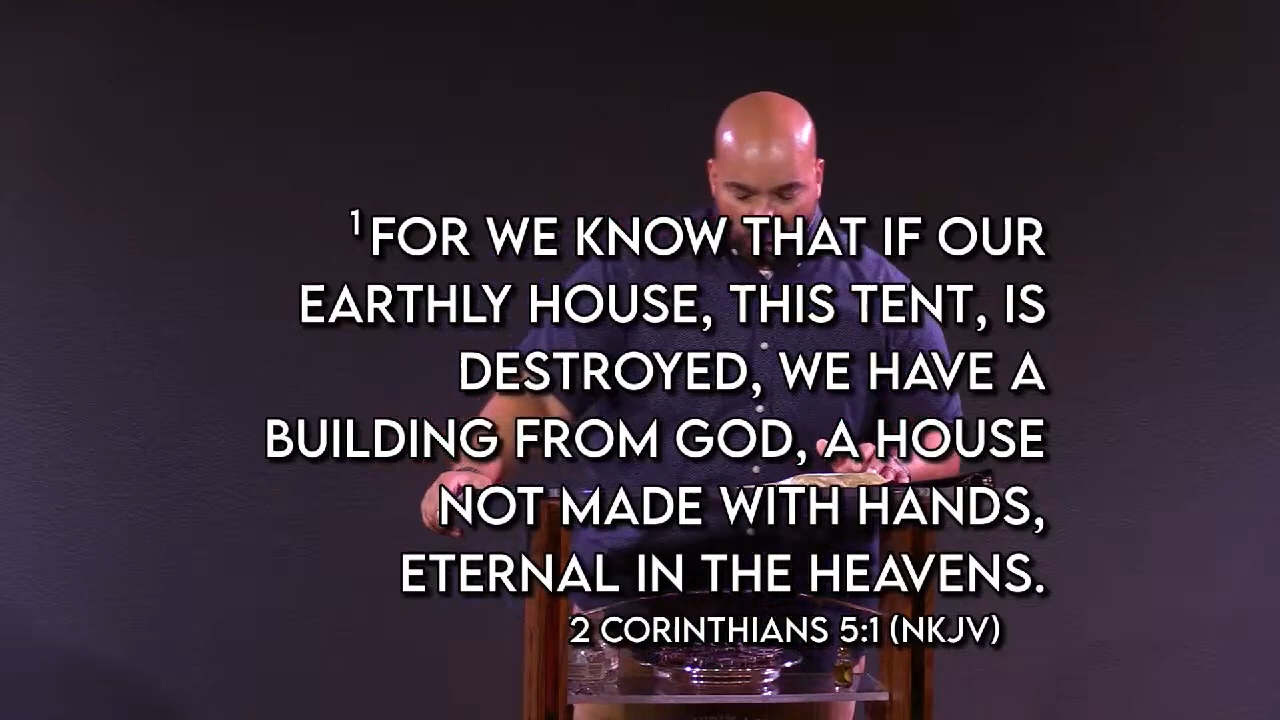 ¹FOR WE KNOW THAT IF OUR
EARTHLY HOUSE, THIS TENT, IS
DESTROYED, WE HAVE A
BUILDING FROM GOD, A HOUSE
NOT MADE WITH HANDS,
ETERNAL IN THE HEAVENS.
2 CORINTHIANS 5:1 (NKJV)